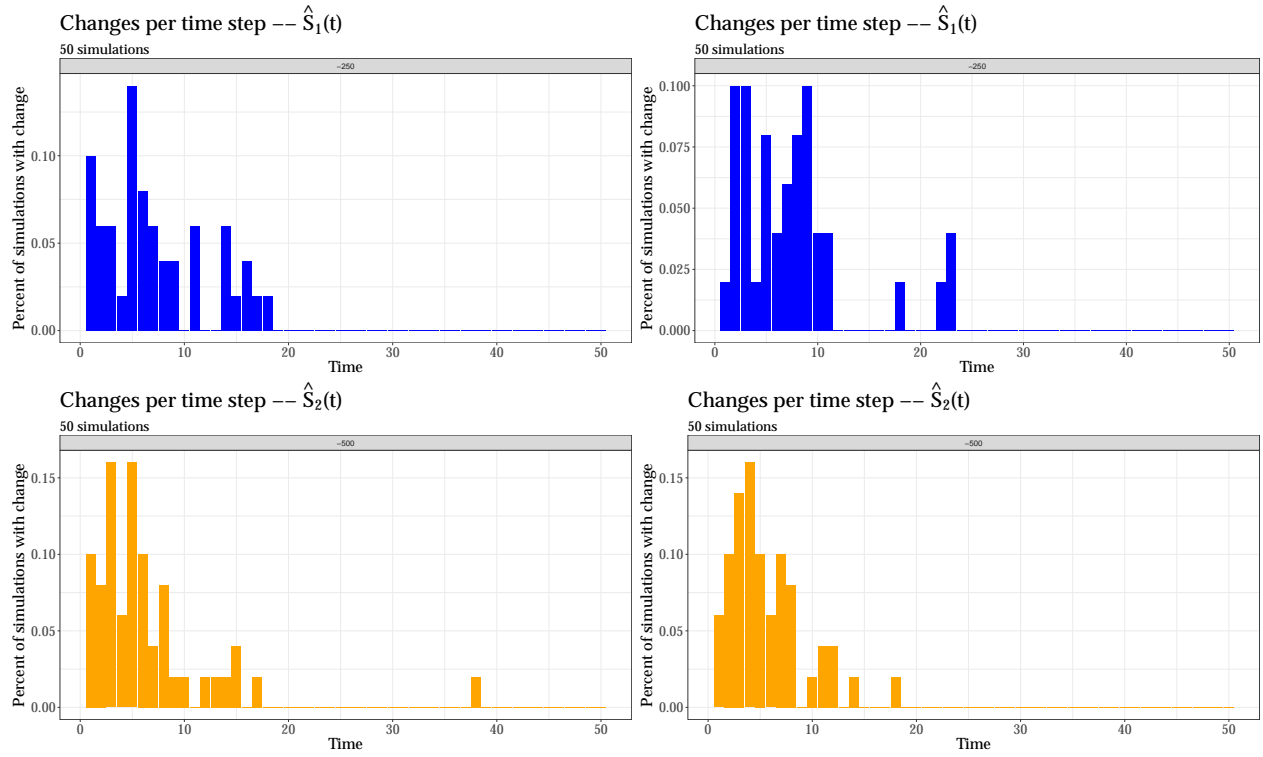 Changes per time step –– Ŝ₁(t)
50 simulations
−250
Percent of simulations with change
0.10
0.05
0.00
0 10 20 30 40 50
Time
Changes per time step –– Ŝ₁(t)
50 simulations
−250
Percent of simulations with change
0.100
0.075
0.050
0.025
0.000
0 10 20 30 40 50
Time
Changes per time step –– Ŝ₂(t)
50 simulations
−500
Percent of simulations with change
0.15
0.10
0.05
0.00
0 10 20 30 40 50
Time
Changes per time step –– Ŝ₂(t)
50 simulations
−500
Percent of simulations with change
0.15
0.10
0.05
0.00
0 10 20 30 40 50
Time